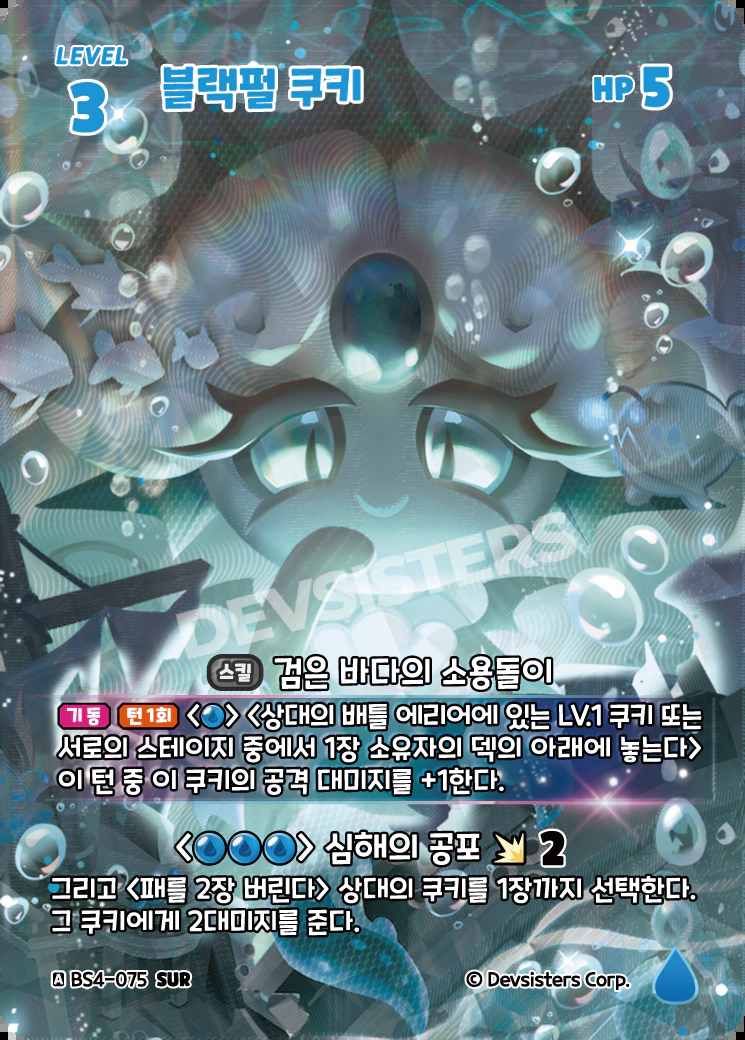 LEVEL
3
블랙펄 쿠키
HP 5
DEVSISTERS
스킬 검은 바다의 소용돌이
기동 턴1회 < > <상대의 배틀 에리어에 있는 LV.1 쿠키 또는
서로의 스테이지 중에서 1장 소유자의 덱의 아래에 놓는다>
이 턴 중 이 쿠키의 공격 대미지를 +1한다.
< > 심해의 공포 2
그리고 <패를 2장 버린다> 상대의 쿠키를 1장까지 선택한다.
그 쿠키에게 2대미지를 준다.
A BS4-075 SUR
© Devsisters Corp.